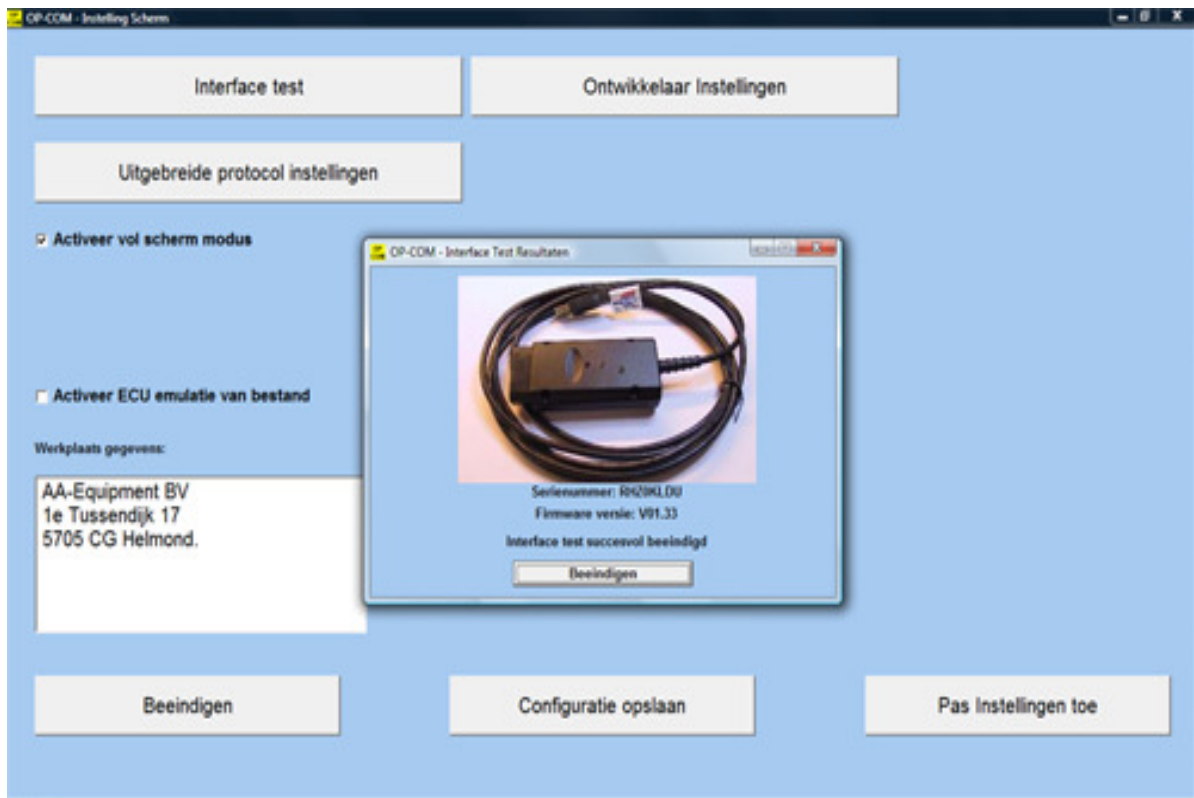 OP-COM - Instelling Scherm
Interface test
Ontwikkelaar Instellingen
Uitgebreide protocol instellingen
Activeer vol scherm modus
OP-COM - Interface Test Resultaten
Activeer ECU emulatie van bestand
Werkplaats gegevens:
AA-Equipment BV
1e Tussendijk 17
5705 CG Helmond.
Serienummer:
Firmware versie: V01.33
Interface test succesvol beeindigd
Beeindigen
Beeindigen
Configuratie opslaan
Pas Instellingen toe